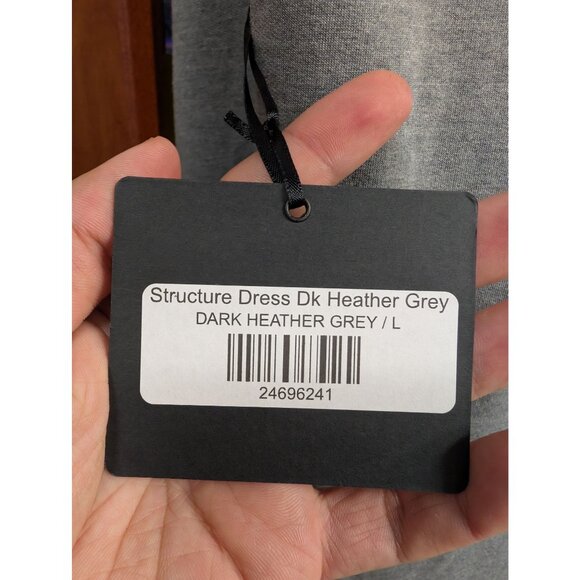 Structure Dress Dk Heather Grey
DARK HEATHER GREY / L
24696241